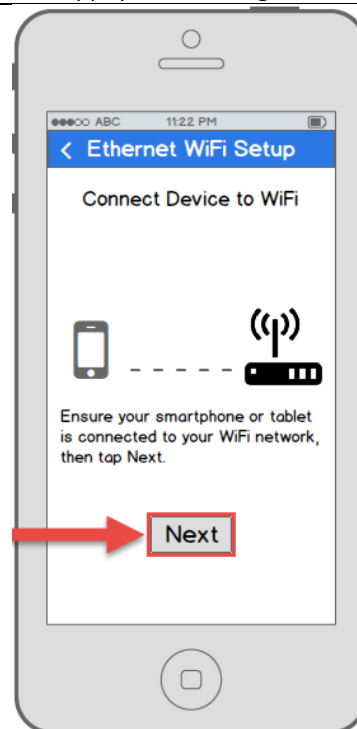 ABC 11:22 PM
< Ethernet WiFi Setup
Connect Device to WiFi
Ensure your smartphone or tablet
is connected to your WiFi network,
then tap Next.
Next